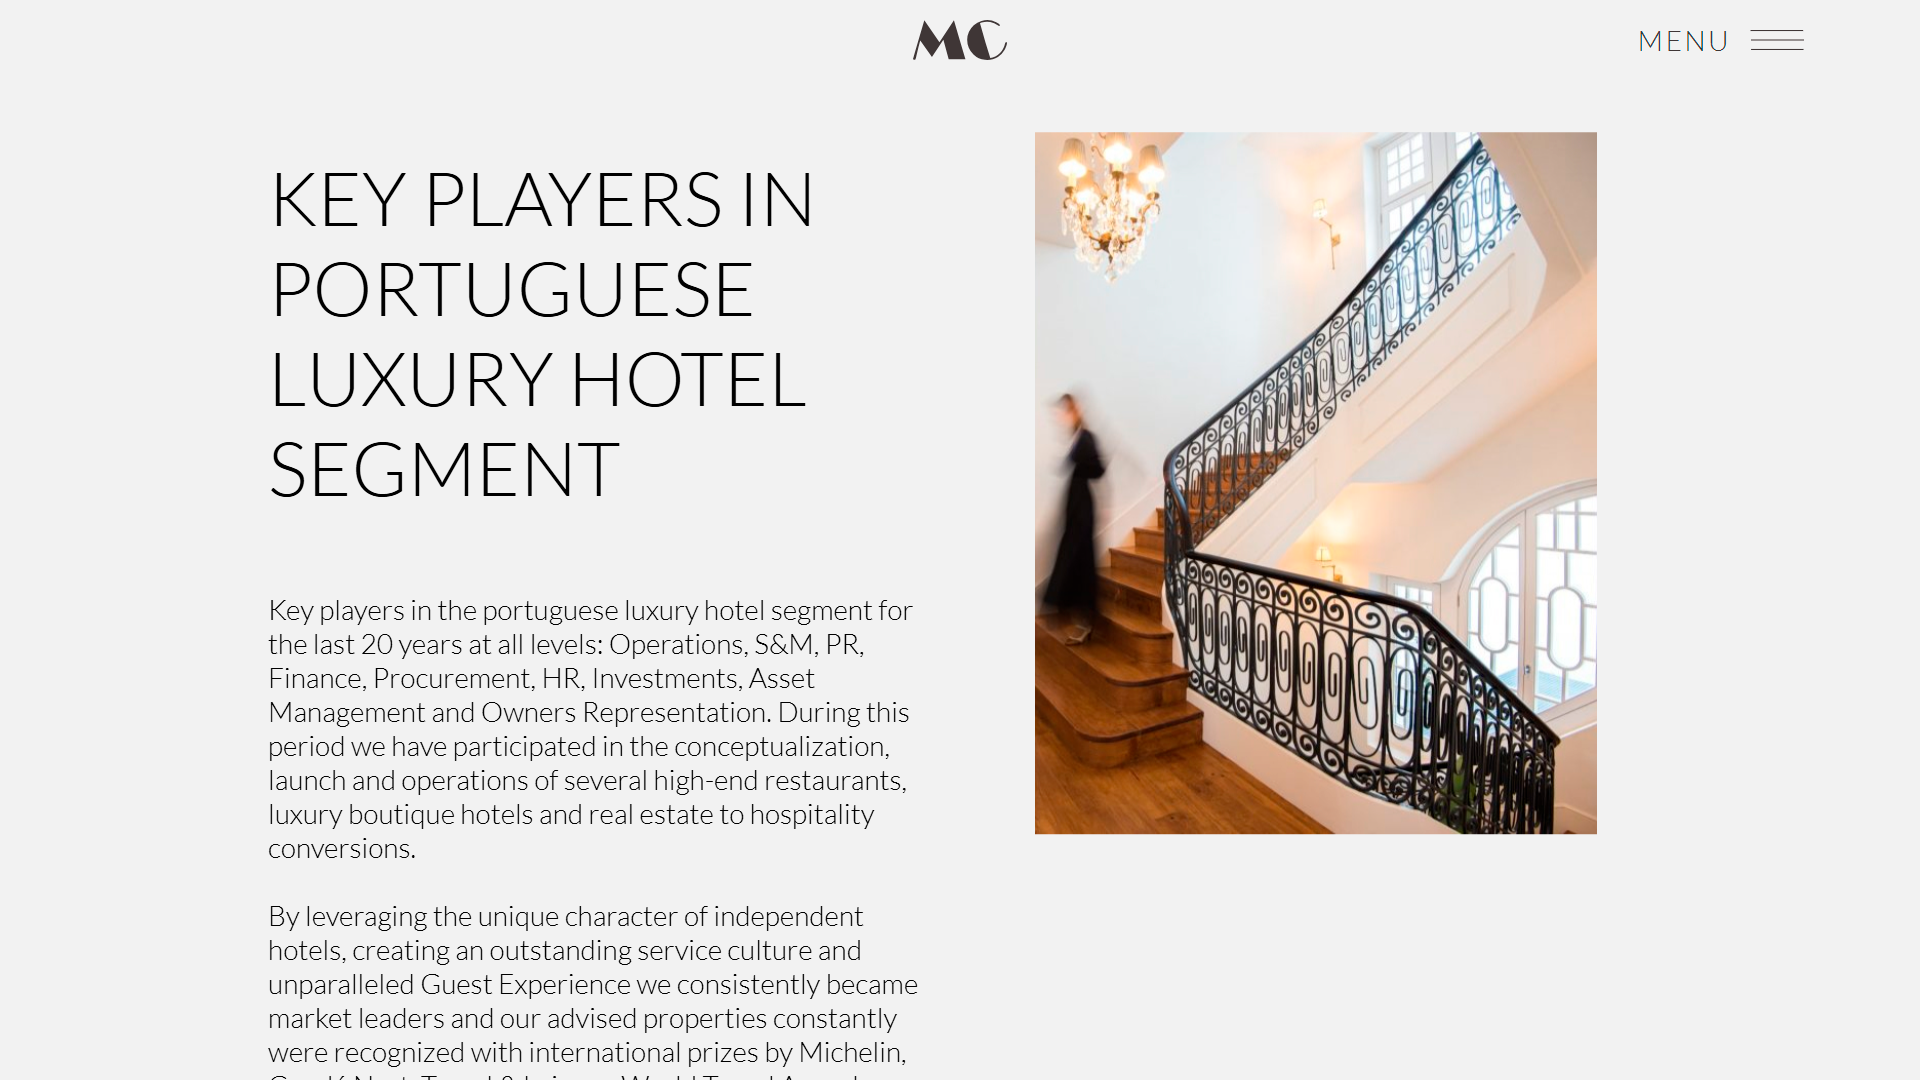 MC
MENU
KEY PLAYERS IN
PORTUGUESE
LUXURY HOTEL
SEGMENT
Key players in the portuguese luxury hotel segment for
the last 20 years at all levels: Operations, S&M, PR,
Finance, Procurement, HR, Investments, Asset
Management and Owners Representation. During this
period we have participated in the conceptualization,
launch and operations of several high-end restaurants,
luxury boutique hotels and real estate to hospitality
conversions.
By leveraging the unique character of independent
hotels, creating an outstanding service culture and
unparalleled Guest Experience we consistently became
market leaders and our advised properties constantly
were recognized with international prizes by Michelin,